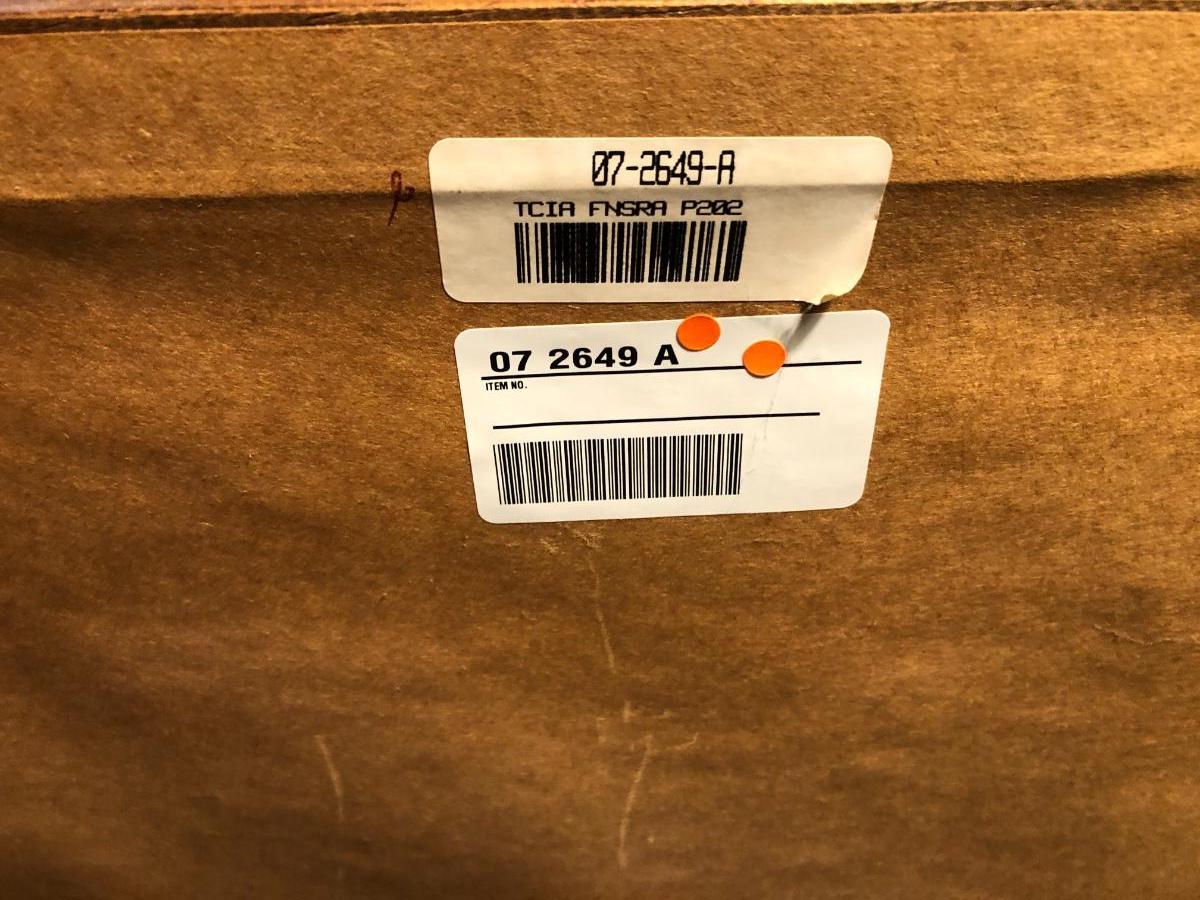 07-2649-A
TCIA FNSRA P202
07 2649 A
ITEM NO.